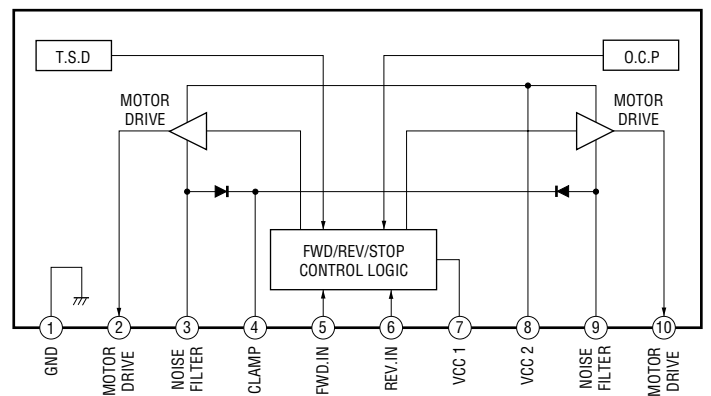 T.S.D
O.C.P
MOTOR
DRIVE
MOTOR
DRIVE
FWD/REV/STOP
CONTROL LOGIC
1
2
3
4
5
6
7
8
9
10
GND
MOTOR
DRIVE
NOISE
FILTER
CLAMP
FWD.IN
REV.IN
VCC 1
VCC 2
NOISE
FILTER
MOTOR
DRIVE